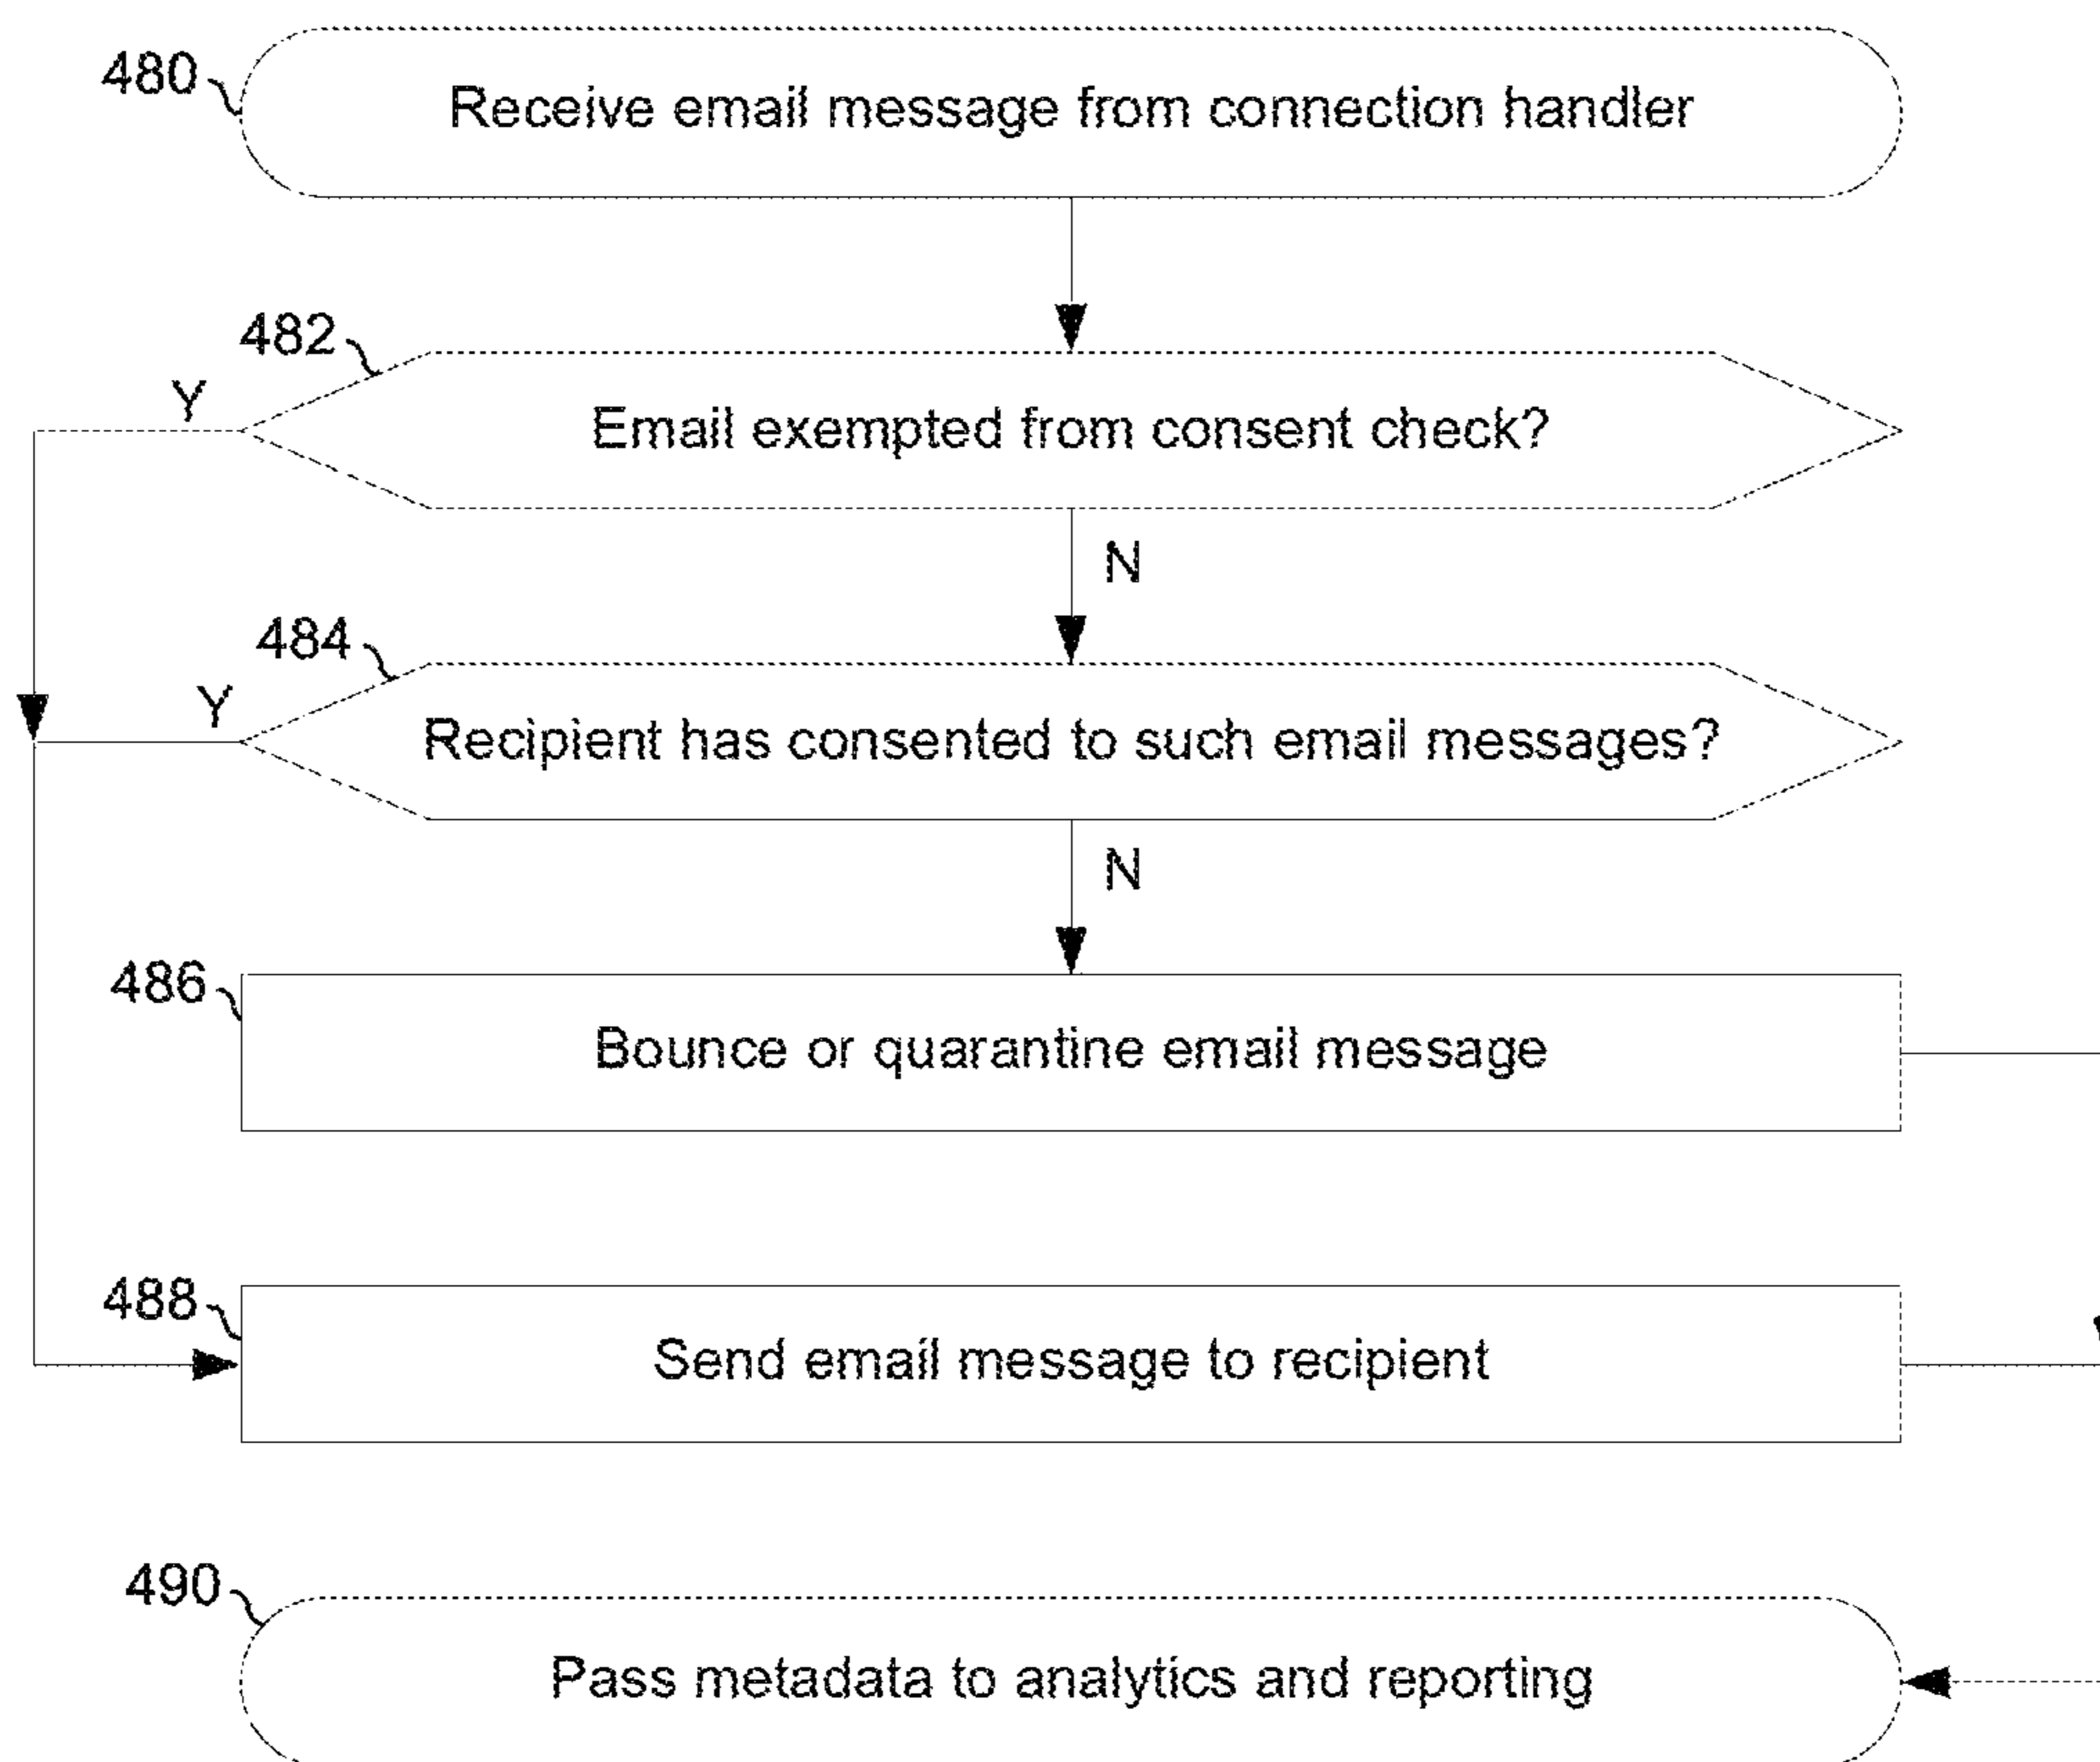 480
Receive email message from connection handler
482
Y
Email exempted from consent check?
N
484
Y
Recipient has consented to such email messages?
N
486
Bounce or quarantine email message
488
Send email message to recipient
490
Pass metadata to analytics and reporting